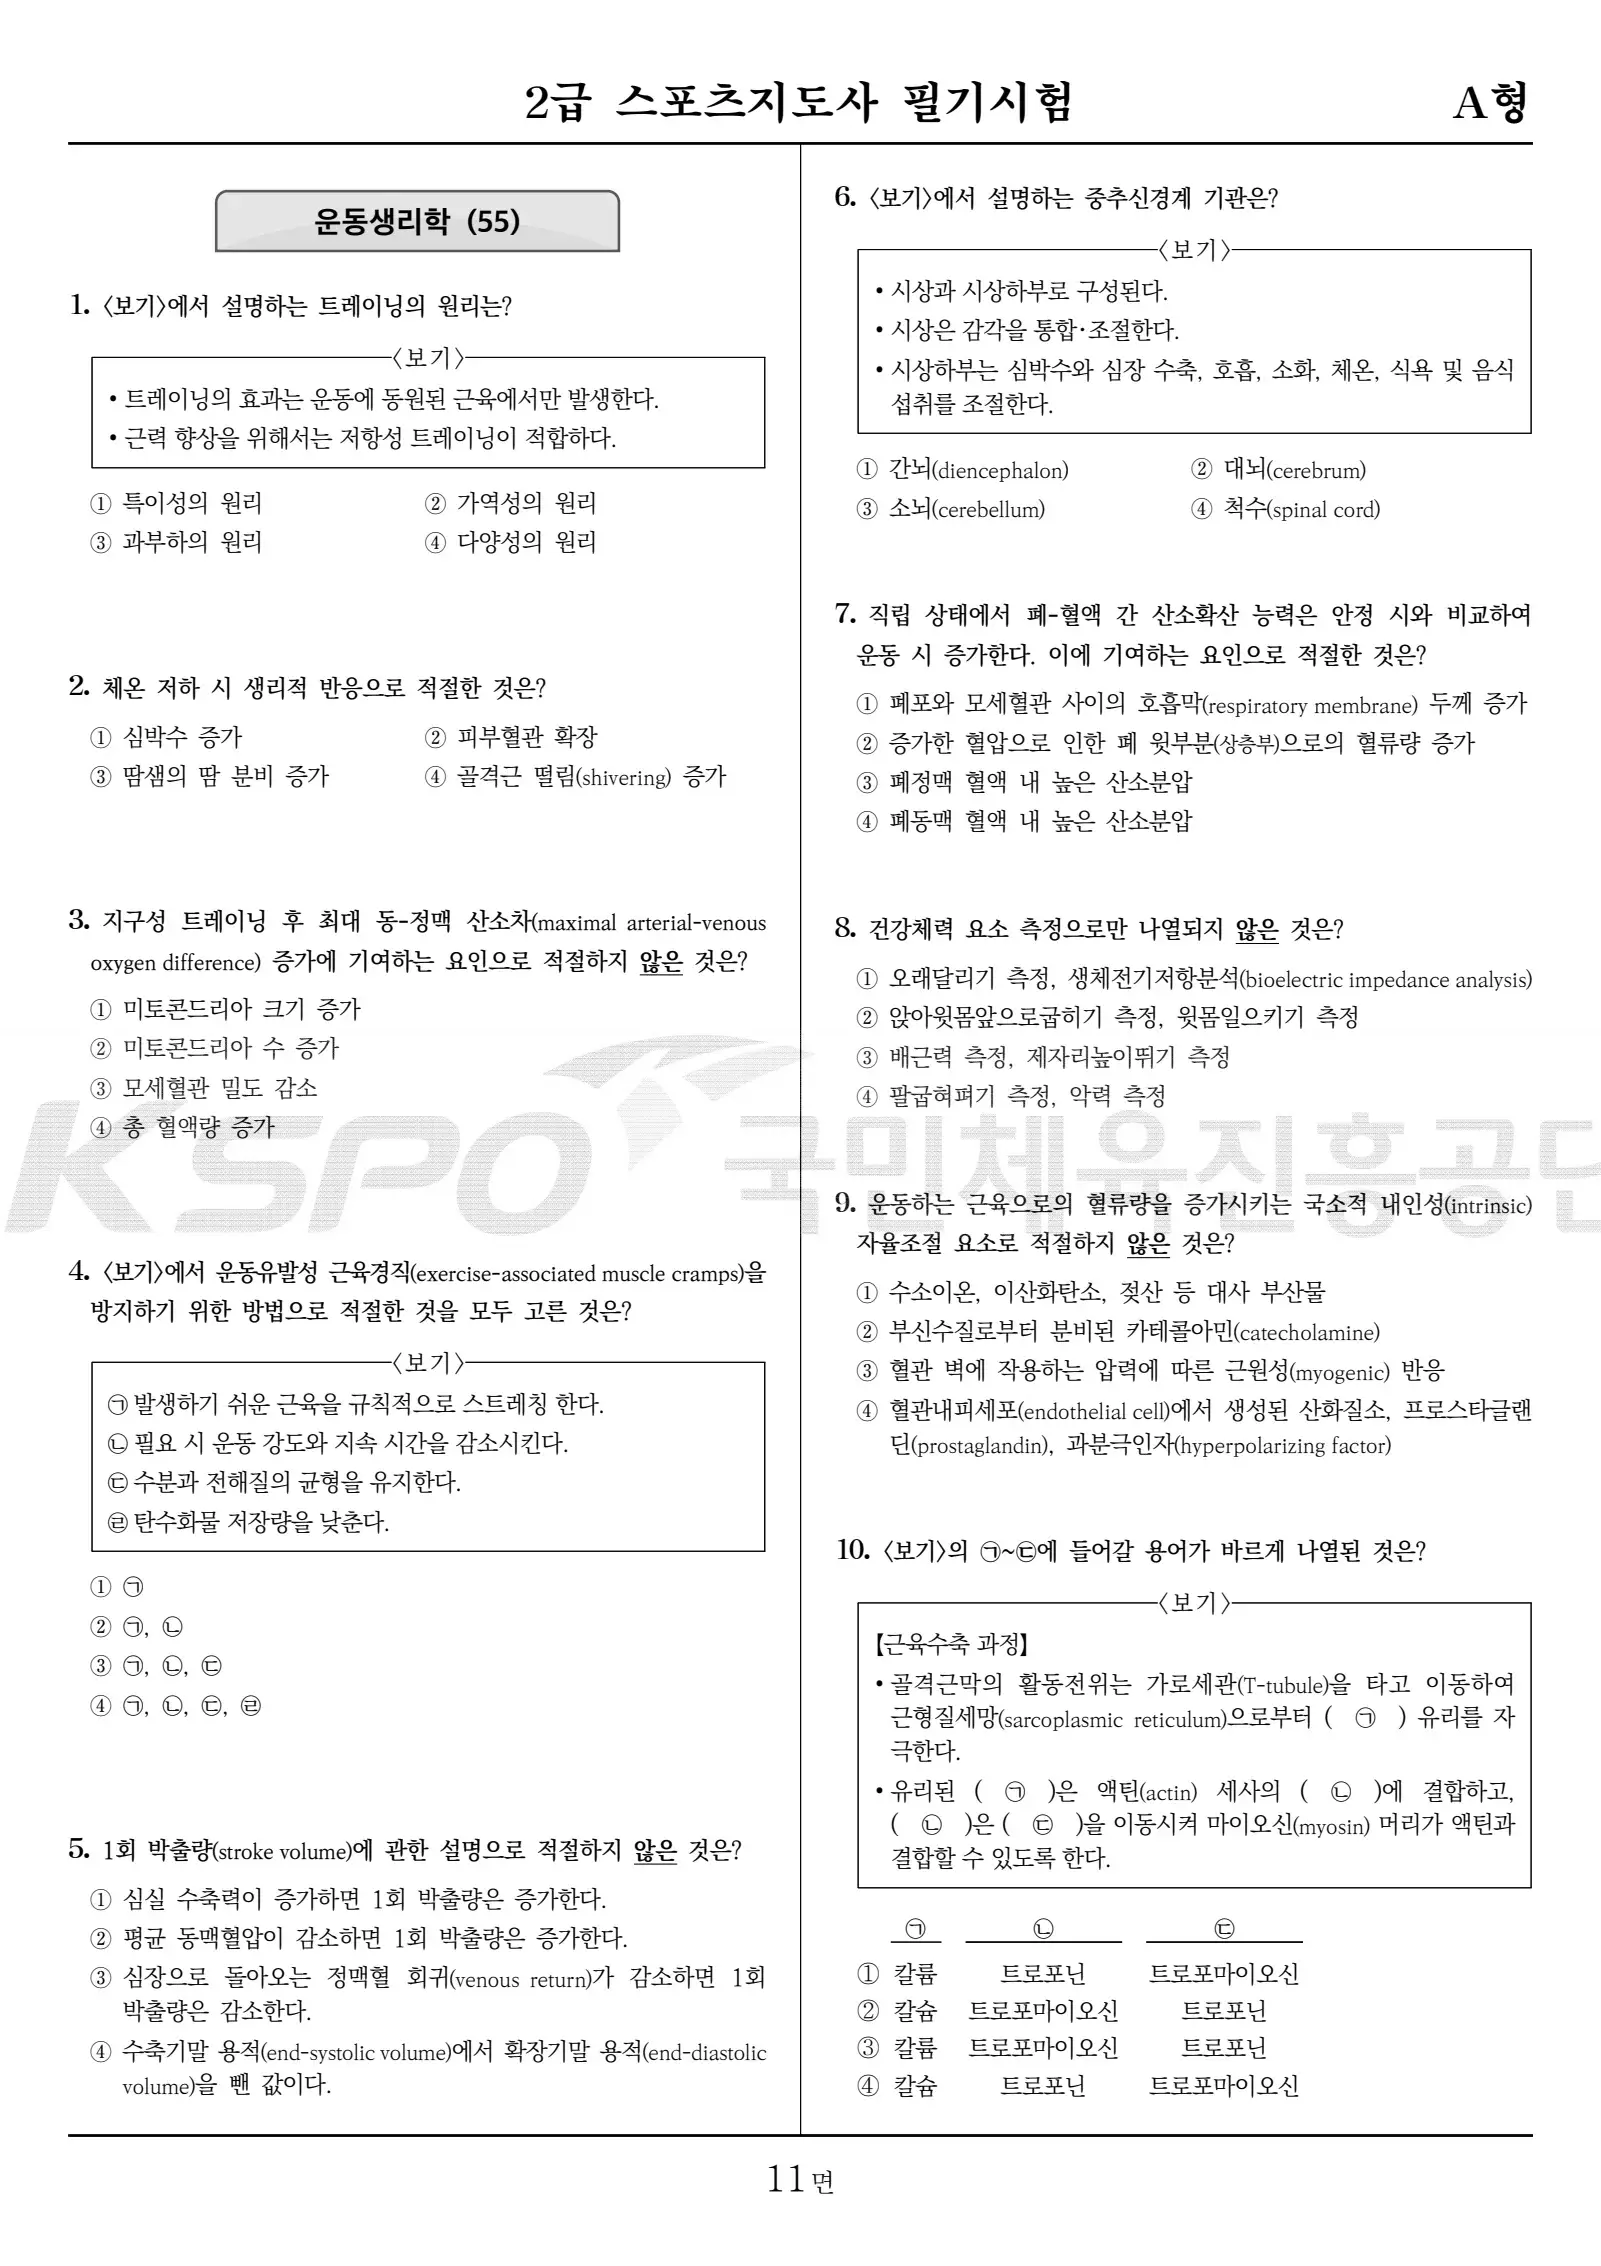 2급 스포츠지도사 필기시험
A형
운동생리학 (55)
1. 〈보기〉에서 설명하는 트레이닝의 원리는?
〈보기〉
• 트레이닝의 효과는 운동에 동원된 근육에서만 발생한다.
• 근력 향상을 위해서는 저항성 트레이닝이 적합하다.
① 특이성의 원리 ② 가역성의 원리
③ 과부하의 원리 ④ 다양성의 원리
2. 체온 저하 시 생리적 반응으로 적절한 것은?
① 심박수 증가 ② 피부혈관 확장
③ 땀샘의 땀 분비 증가 ④ 골격근 떨림(shivering) 증가
3. 지구성 트레이닝 후 최대 동-정맥 산소차(maximal arterial-venous
oxygen difference) 증가에 기여하는 요인으로 적절하지 않은 것은?
① 미토콘드리아 크기 증가
② 미토콘드리아 수 증가
③ 모세혈관 밀도 감소
④ 총 혈액량 증가
4. 〈보기〉에서 운동유발성 근육경직(exercise-associated muscle cramps)을
방지하기 위한 방법으로 적절한 것을 모두 고른 것은?
〈보기〉
㉠ 발생하기 쉬운 근육을 규칙적으로 스트레칭 한다.
㉡ 필요 시 운동 강도와 지속 시간을 감소시킨다.
㉢ 수분과 전해질의 균형을 유지한다.
㉣ 탄수화물 저장량을 낮춘다.
① ㉠
② ㉠, ㉡
③ ㉠, ㉡, ㉢
④ ㉠, ㉡, ㉢, ㉣
5. 1회 박출량(stroke volume)에 관한 설명으로 적절하지 않은 것은?
① 심실 수축력이 증가하면 1회 박출량은 증가한다.
② 평균 동맥혈압이 감소하면 1회 박출량은 증가한다.
③ 심장으로 돌아오는 정맥혈 회귀(venous return)가 감소하면 1회
박출량은 감소한다.
④ 수축기말 용적(end-systolic volume)에서 확장기말 용적(end-diastolic
volume)을 뺀 값이다.
6. 〈보기〉에서 설명하는 중추신경계 기관은?
〈보기〉
• 시상과 시상하부로 구성된다.
• 시상은 감각을 통합·조절한다.
• 시상하부는 심박수와 심장 수축, 호흡, 소화, 체온, 식욕 및 음식
섭취를 조절한다.
① 간뇌(diencephalon) ② 대뇌(cerebrum)
③ 소뇌(cerebellum) ④ 척수(spinal cord)
7. 직립 상태에서 폐-혈액 간 산소확산 능력은 안정 시와 비교하여
운동 시 증가한다. 이에 기여하는 요인으로 적절한 것은?
① 폐포와 모세혈관 사이의 호흡막(respiratory membrane) 두께 증가
② 증가한 혈압으로 인한 폐 윗부분(상층부)으로의 혈류량 증가
③ 폐정맥 혈액 내 높은 산소분압
④ 폐동맥 혈액 내 높은 산소분압
8. 건강체력 요소 측정으로만 나열되지 않은 것은?
① 오래달리기 측정, 생체전기저항분석(bioelectric impedance analysis)
② 앉아윗몸앞으로굽히기 측정, 윗몸일으키기 측정
③ 배근력 측정, 제자리높이뛰기 측정
④ 팔굽혀펴기 측정, 악력 측정
9. 운동하는 근육으로의 혈류량을 증가시키는 국소적 내인성(intrinsic)
자율조절 요소로 적절하지 않은 것은?
① 수소이온, 이산화탄소, 젖산 등 대사 부산물
② 부신수질로부터 분비된 카테콜아민(catecholamine)
③ 혈관 벽에 작용하는 압력에 따른 근원성(myogenic) 반응
④ 혈관내피세포(endothelial cell)에서 생성된 산화질소, 프로스타글랜
딘(prostaglandin), 과분극인자(hyperpolarizing factor)
10. 〈보기〉의 ㉠~㉢에 들어갈 용어가 바르게 나열된 것은?
〈보기〉
【근육수축 과정】
• 골격근막의 활동전위는 가로세관(T-tubule)을 타고 이동하여
근형질세망(sarcoplasmic reticulum)으로부터 ( ㉠ ) 유리를 자
극한다.
• 유리된 ( ㉠ )은 액틴(actin) 세사의 ( ㉡ )에 결합하고,
( ㉡ )은 ( ㉢ )을 이동시켜 마이오신(myosin) 머리가 액틴과
결합할 수 있도록 한다.
㉠ ㉡ ㉢
① 칼륨 트로포닌 트로포마이오신
② 칼슘 트로포마이오신 트로포닌
③ 칼륨 트로포마이오신 트로포닌
④ 칼슘 트로포닌 트로포마이오신
KSPO 국민체육진흥공단
11면